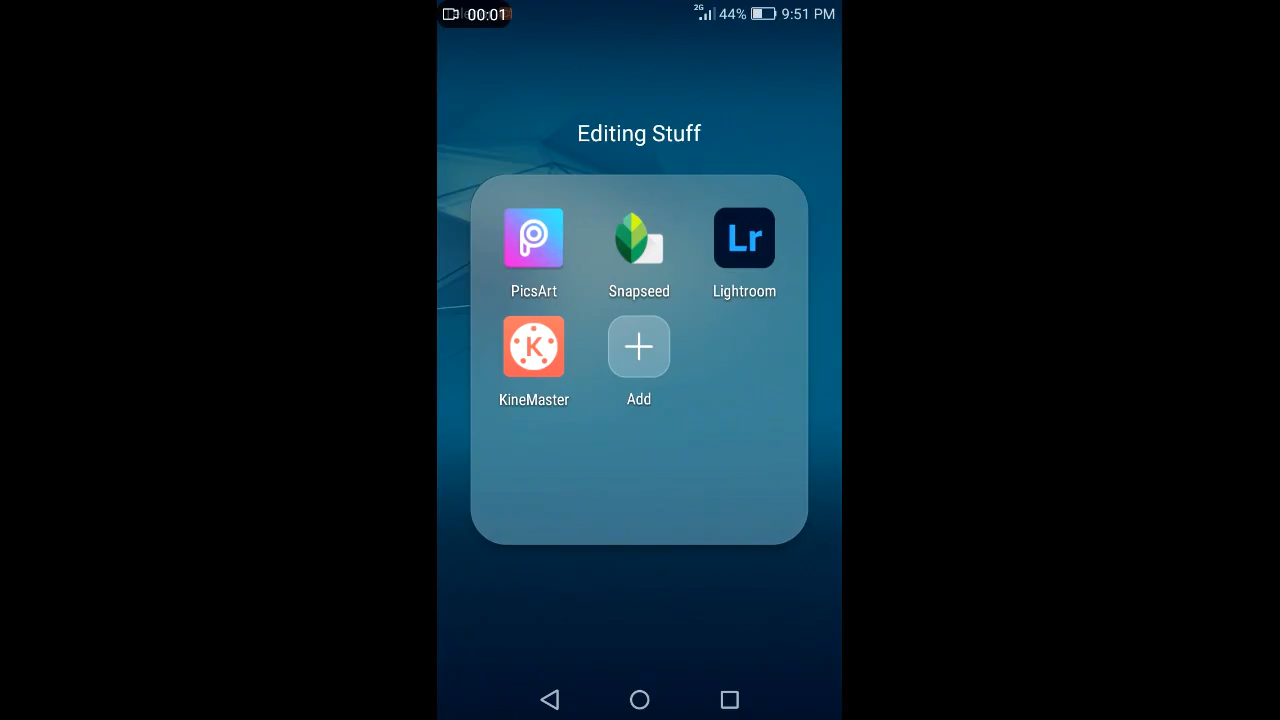 00:01 2G 44% 9:51 PM
Editing Stuff
Lr
PicsArt Snapseed Lightroom
K
KineMaster Add